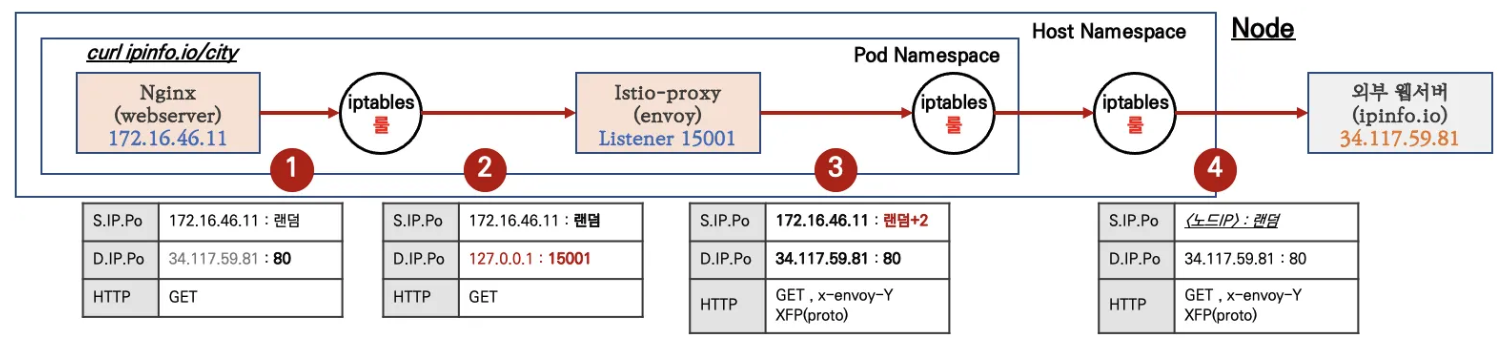 Node
Host Namespace
Pod Namespace
curl ipinfo.io/city
Nginx
(webserver)
172.16.46.11
iptables
룰
Istio-proxy
(envoy)
Listener 15001
iptables
룰
iptables
룰
외부 웹서버
(ipinfo.io)
34.117.59.81
1
2
3
4
S.IP.Po 172.16.46.11 : 랜덤
D.IP.Po 34.117.59.81 : 80
HTTP GET
S.IP.Po 172.16.46.11 : 랜덤
D.IP.Po 127.0.0.1 : 15001
HTTP GET
S.IP.Po 172.16.46.11 : 랜덤+2
D.IP.Po 34.117.59.81 : 80
HTTP GET , x-envoy-Y
XFP(proto)
S.IP.Po <노드IP> : 랜덤
D.IP.Po 34.117.59.81 : 80
HTTP GET , x-envoy-Y
XFP(proto)